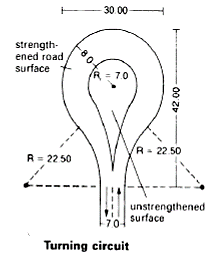 30.00
strength-
ened road
surface
8.0
R = 7.0
42.00
R = 22.50
R = 22.50
unstrengthened
surface
7.0
Turning circuit